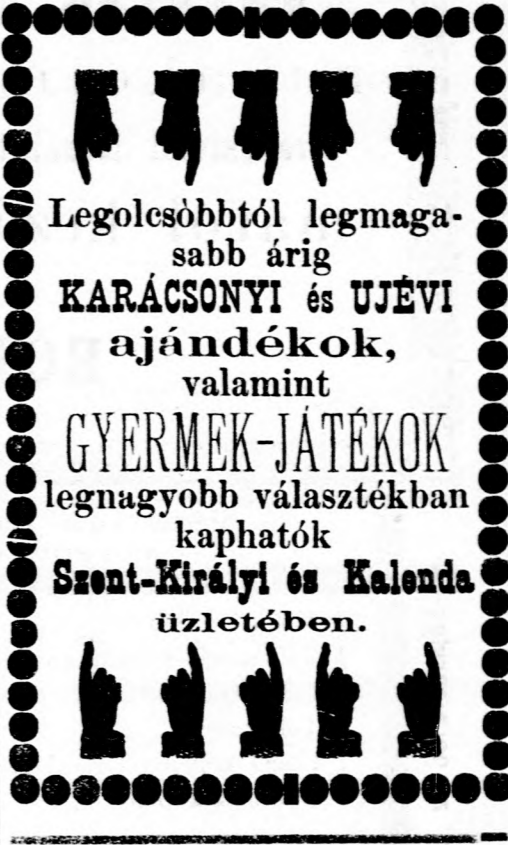 Legolcsóbbtól legmaga-
sabb árig
KARÁCSONYI és UJÉVI
ajándékok,
valamint
GYERMEK-JÁTÉKOK
legnagyobb választékban
kaphatók
Szent-Királyi és Kalenda
üzletében.